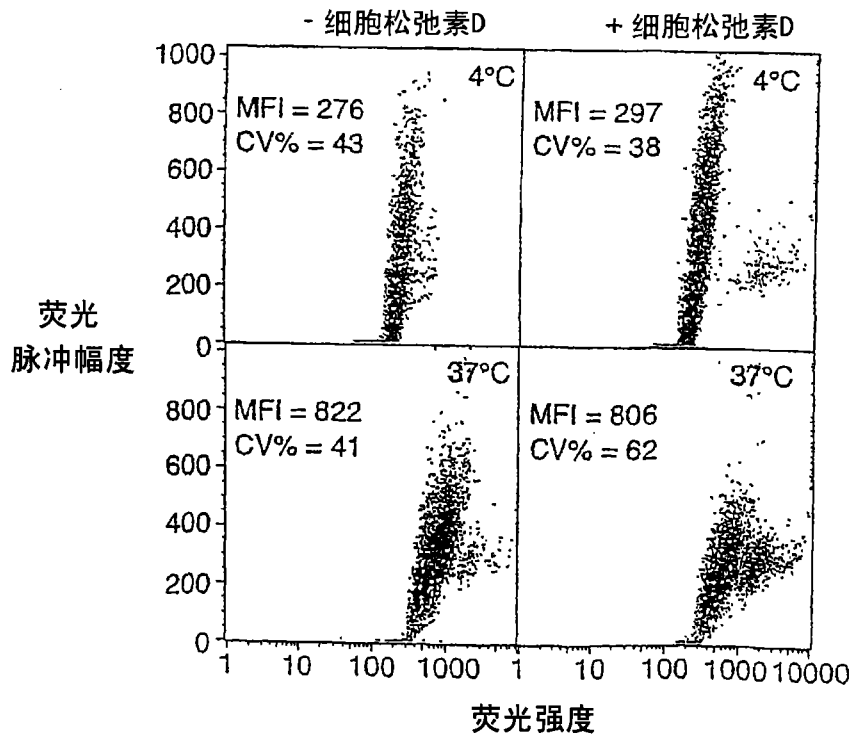 - 细胞松弛素D
+ 细胞松弛素D
1000
800
600
400
200
0
4°C
MFI = 276
CV% = 43
4°C
MFI = 297
CV% = 38
荧光
脉冲幅度
800
600
400
200
0
37°C
MFI = 822
CV% = 41
37°C
MFI = 806
CV% = 62
1 10 100 1000 1 10 100 1000 10000
荧光强度